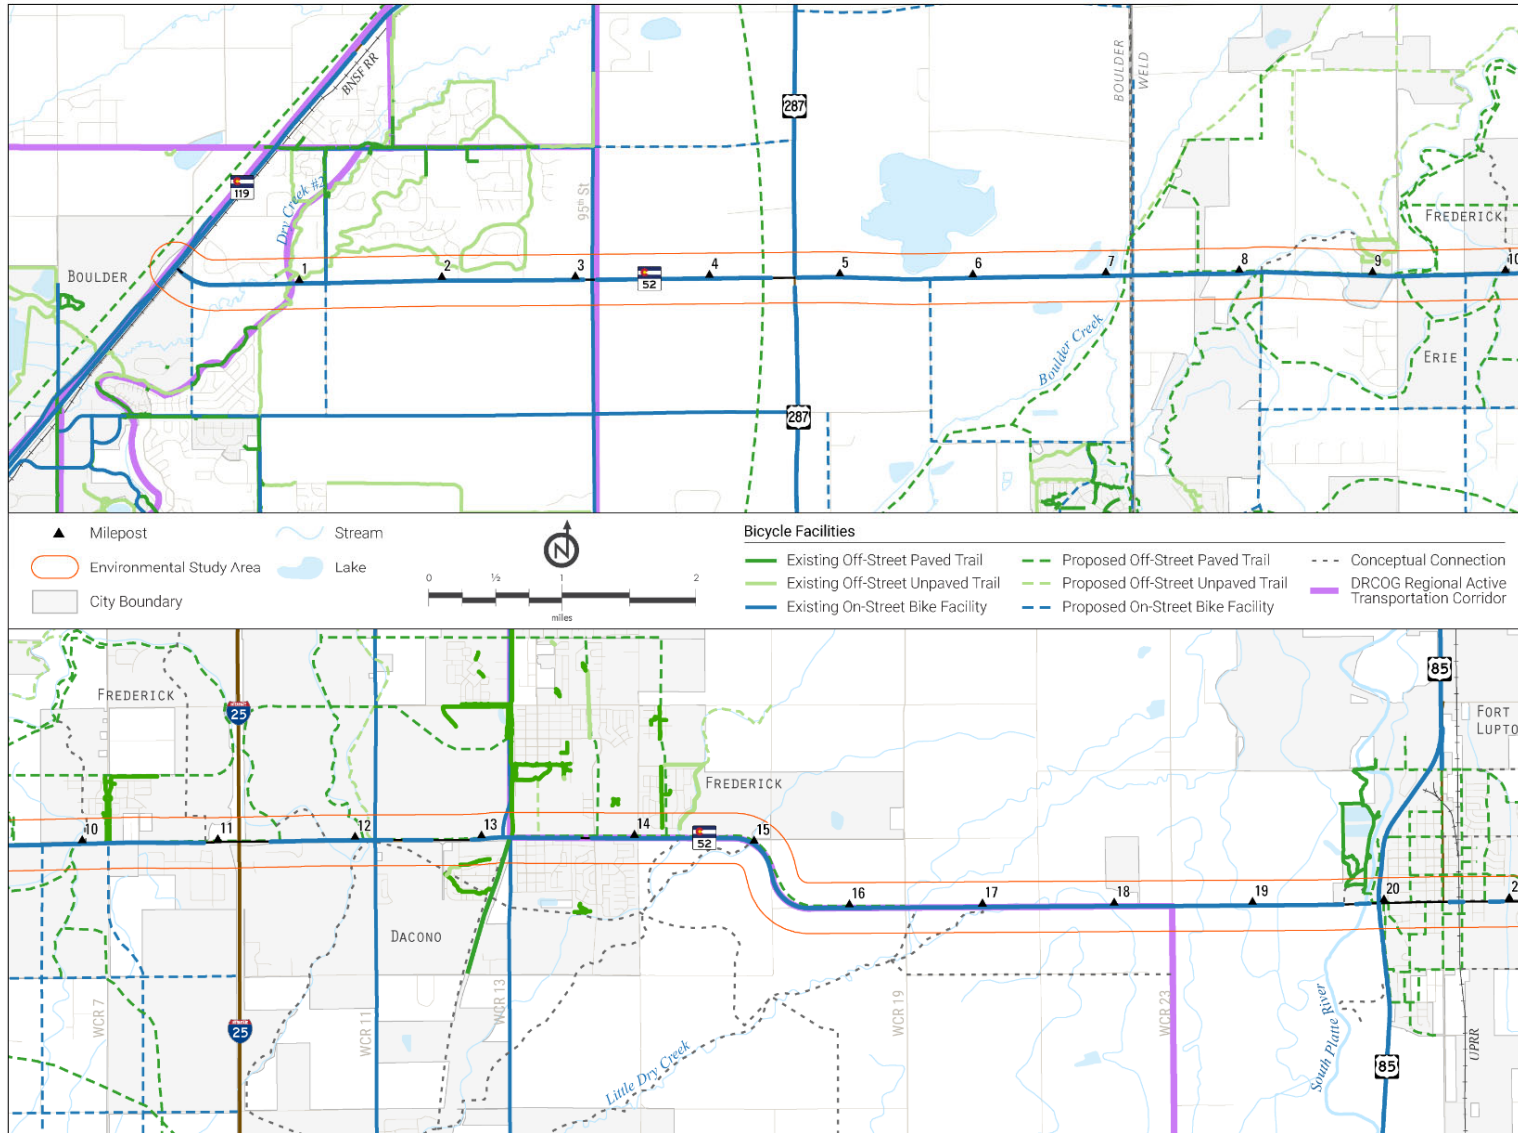 BNSF RR
BOULDER
WELD
287
119
Dry Creek #2
95th St
FREDERICK
BOULDER
1
2
3
52
4
5
6
7
8
9
10
Boulder Creek
ERIE
287
Milepost
Environmental Study Area
City Boundary
Stream
Lake
N
0
½
1
2
miles
Bicycle Facilities
Existing Off-Street Paved Trail
Existing Off-Street Unpaved Trail
Existing On-Street Bike Facility
Proposed Off-Street Paved Trail
Proposed Off-Street Unpaved Trail
Proposed On-Street Bike Facility
Conceptual Connection
DRCOG Regional Active
Transportation Corridor
FREDERICK
INTERSTATE
25
85
FORT
LUPTO
FREDERICK
10
11
12
13
14
52
15
16
17
18
19
20
2
DACONO
WCR 7
INTERSTATE
25
WCR 11
WCR 13
Little Dry Creek
WCR 19
WCR 23
South Platte River
85
UPRR